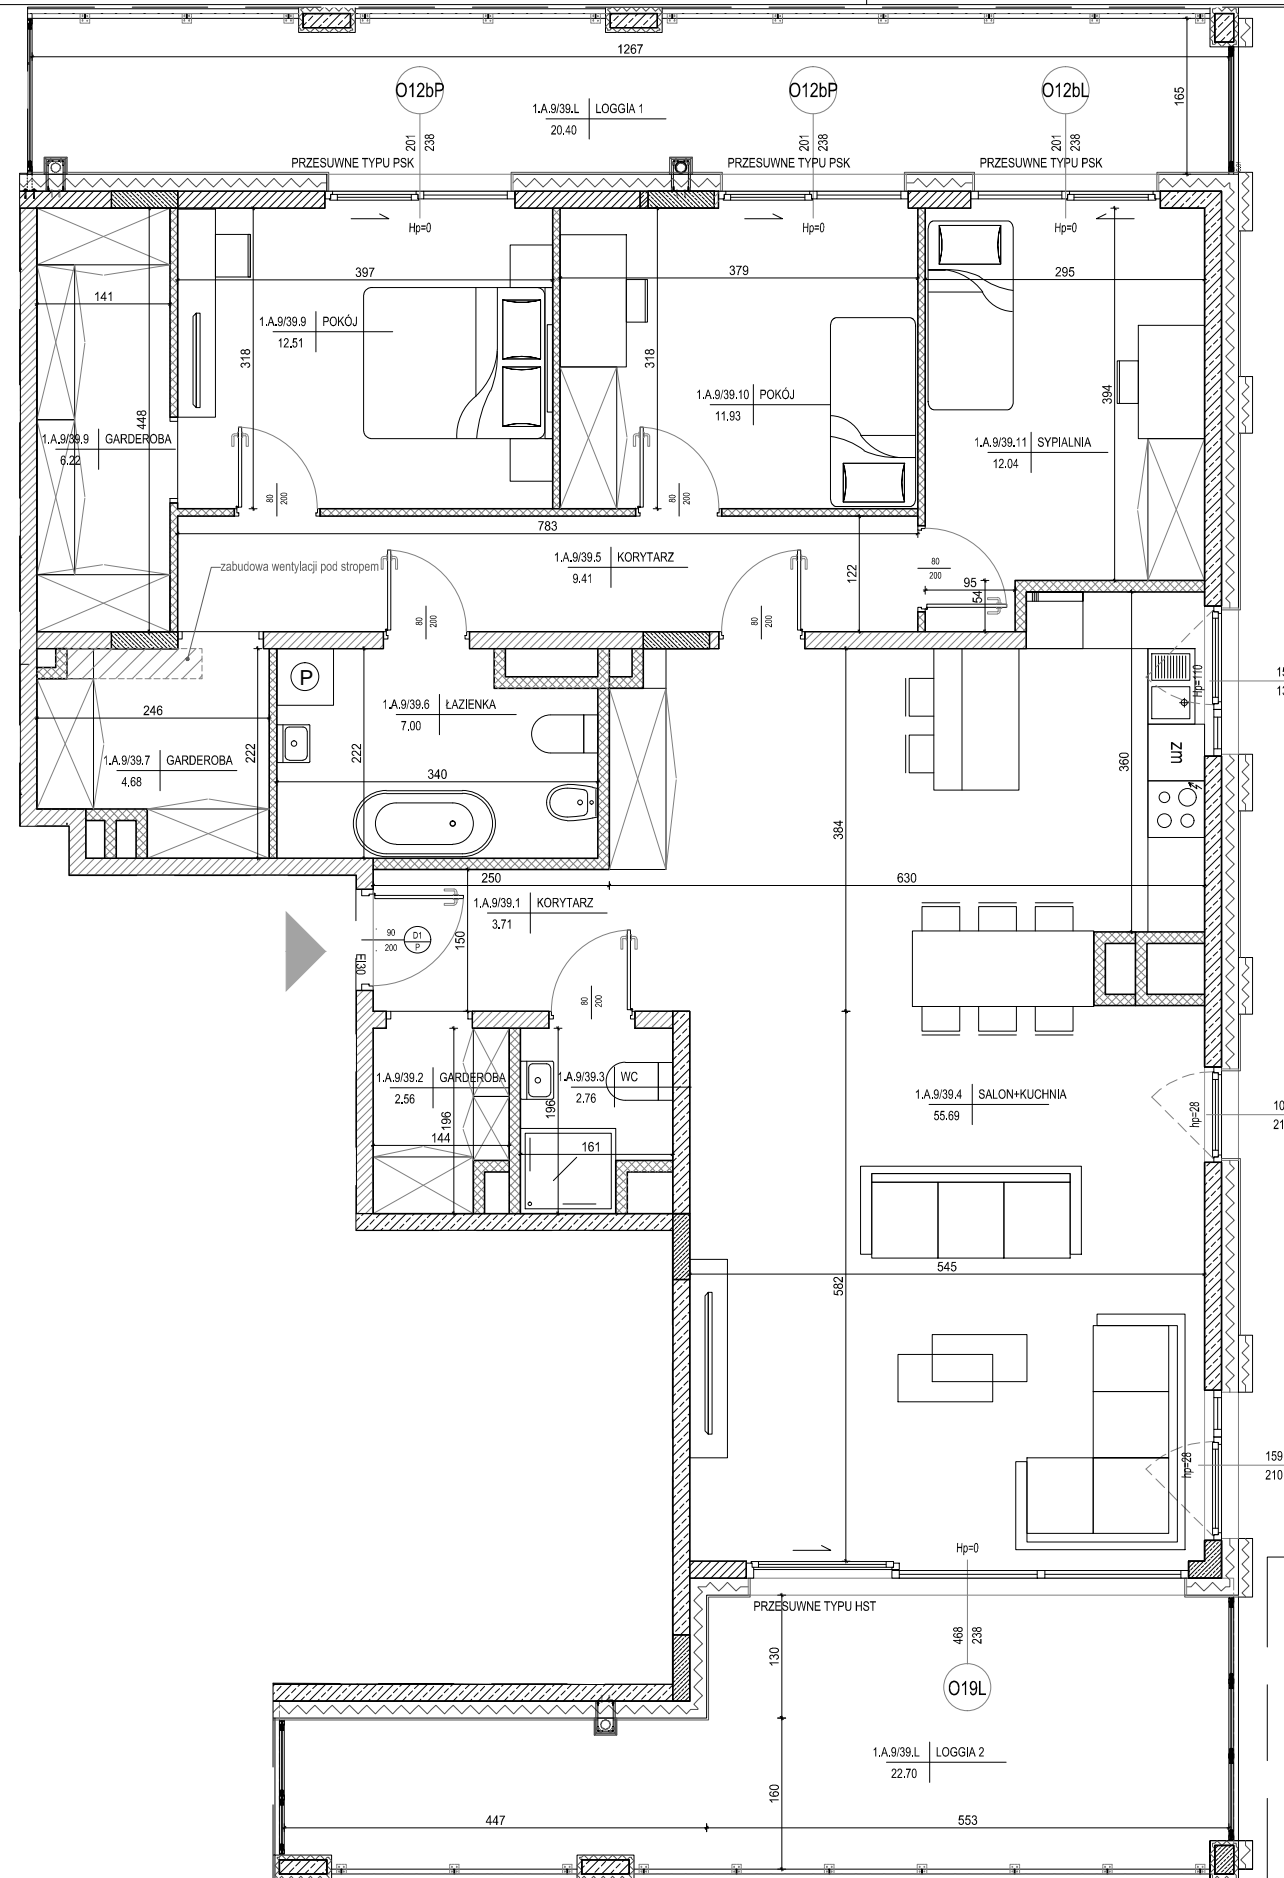 1267
O12bP
O12bP
O12bL
165
1.A.9/39.L LOGGIA 1
20.40
201
238
201
238
201
238
PRZESUWNE TYPU PSK
PRZESUWNE TYPU PSK
PRZESUWNE TYPU PSK
Hp=0
Hp=0
Hp=0
397
379
295
141
1.A.9/39.9 POKÓJ
12.51
318
318
394
448
1.A.9/39.10 POKÓJ
11.93
1.A.9/39.9 GARDEROBA
6.22
1.A.9/39.11 SYPIALNIA
12.04
80
200
80
200
783
1.A.9/39.5 KORYTARZ
9.41
zabudowa wentylacji pod stropem
122
80
200
95
54
80
200
80
200
P
Hp=110
246
1.A.9/39.6 ŁAZIENKA
7.00
222
222
1.A.9/39.7 GARDEROBA
4.68
340
zm
360
384
250
630
1.A.9/39.1 KORYTARZ
3.71
90
200
D1
P
EI30
150
80
200
1.A.9/39.2 GARDEROBA
2.56
1.A.9/39.3 WC
2.76
196
196
144
161
1.A.9/39.4 SALON+KUCHNIA
55.69
hp=28
545
582
hp=28
159
210
Hp=0
PRZESUWNE TYPU HST
468
238
130
O19L
1.A.9/39.L LOGGIA 2
22.70
160
447
553